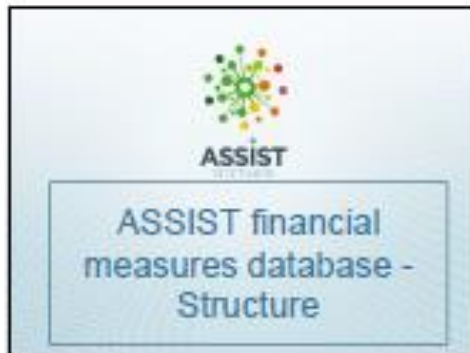 ASSIST
ASSIST financial
measures database -
Structure